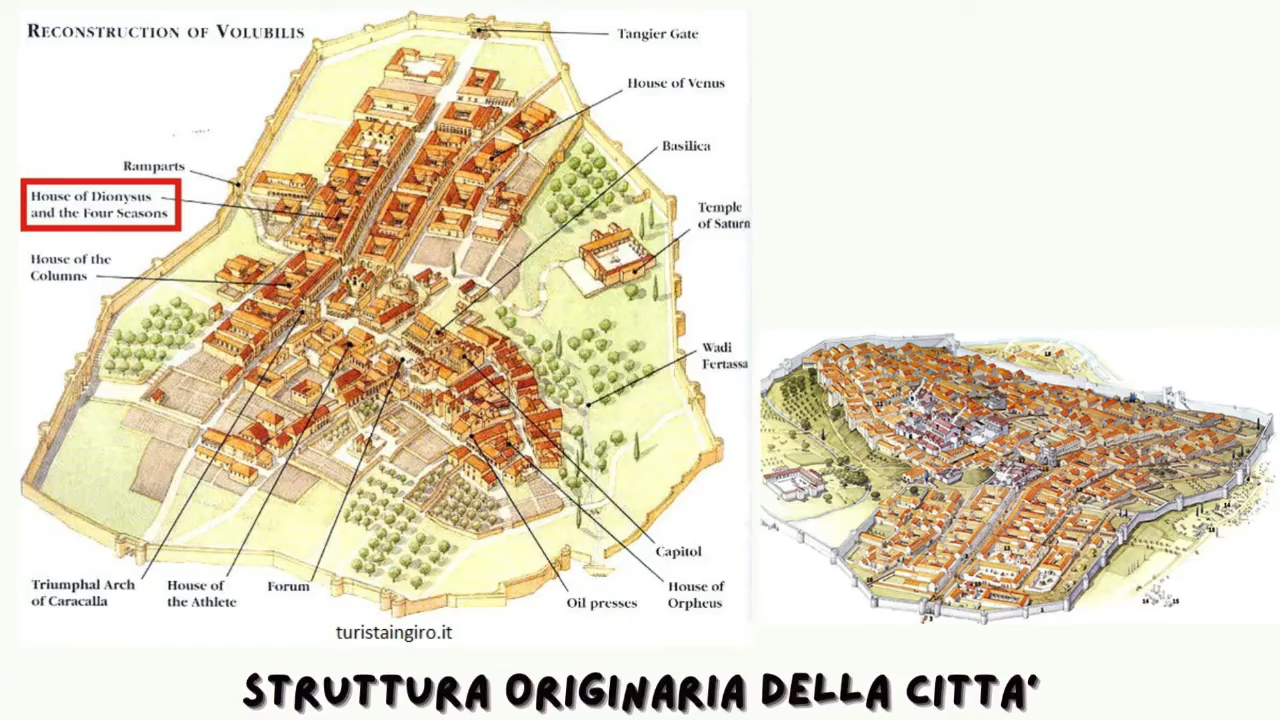 RECONSTRUCTION OF VOLUBILIS
Tangier Gate
House of Venus
Basilica
Ramparts
House of Dionysus
and the Four Seasons
Temple
of Saturn
House of the
Columns
Wadi
Fertassa
Capitol
Triumphal Arch
of Caracalla
House of
the Athlete
Forum
Oil presses
House of
Orpheus
turistaingiro.it
STRUTTURA ORIGINARIA DELLA CITTA'